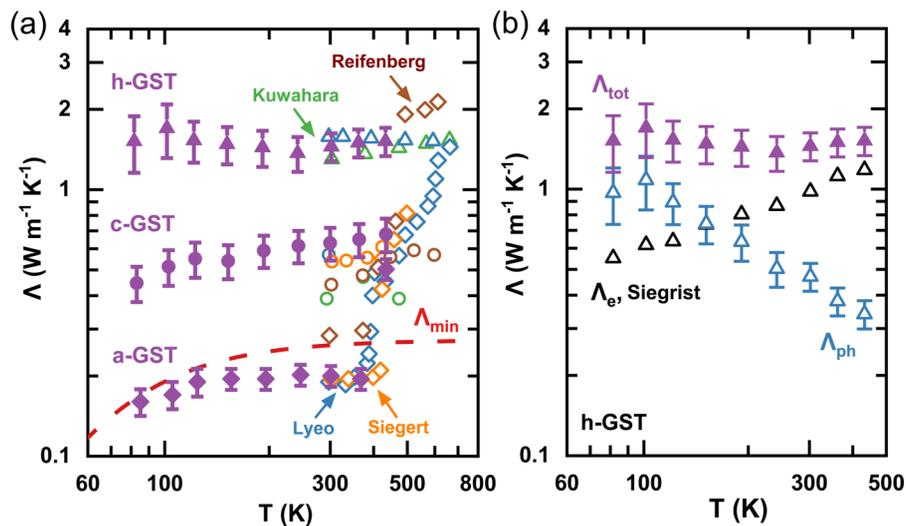 (a)
4
3
2
1
0.1
Λ (W m⁻¹ K⁻¹)
h-GST
Kuwahara
Reifenberg
c-GST
Λmin
a-GST
Lyeo
Siegert
60 100 300 500 800
T (K)
(b)
4
3
2
1
0.1
Λ (W m⁻¹ K⁻¹)
Λtot
Λe, Siegrist
Λph
h-GST
60 100 300 500
T (K)